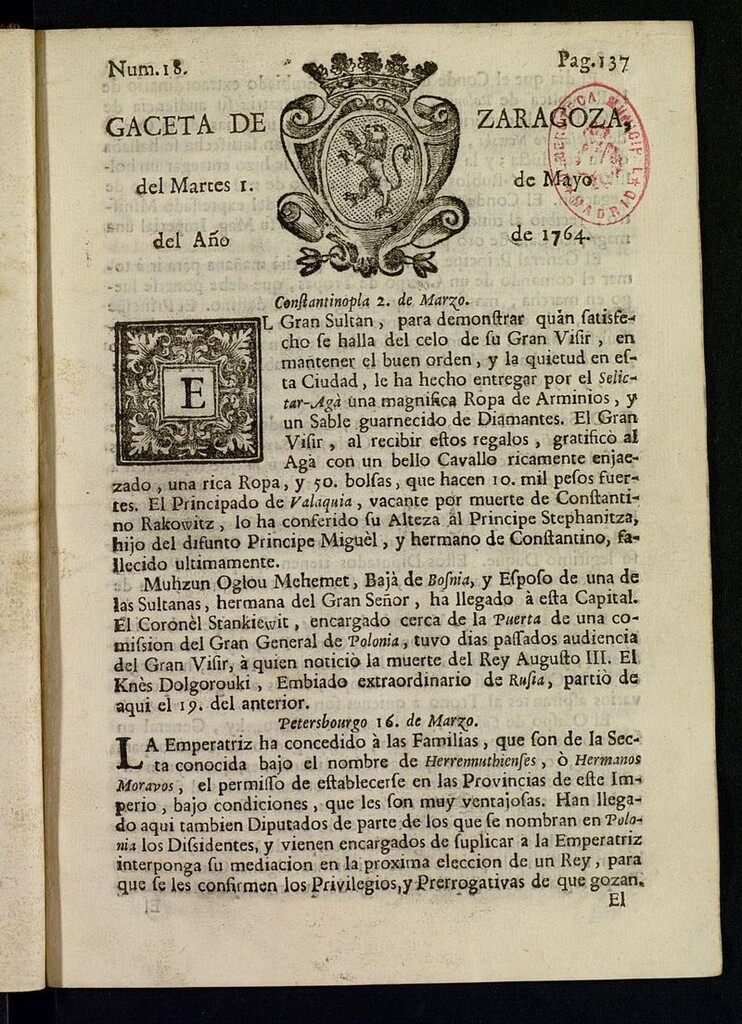 Num.18.
Pag.137
GACETA DE
ZARAGOZA,
del Martes 1.
de Mayo
del Año
de 1764.
HEMEROTECA MUNICIPAL
MADRID
Conſtantinopla 2. de Marzo.
EL Gran Sultan, para demonſtrar quàn ſatisfe-
cho ſe halla del celo de ſu Gran Viſir, en
mantener el buen orden, y la quietud en eſ-
ta Ciudad, le ha hecho entregar por el Selic-
tar-Agà una magnifica Ropa de Arminios, y
un Sable guarnecido de Diamantes. El Gran
Viſir, al recibir eſtos regalos, gratificò al
Agà con un bello Cavallo ricamente enjae-
zado, una rica Ropa, y 50. bolſas, que hacen 10. mil peſos fuer-
tes. El Principado de Valaquia, vacante por muerte de Conſtanti-
no Rakowitz, lo ha conferido ſu Alteza àl Principe Stephanitza,
hijo del difunto Principe Miguèl, y hermano de Conſtantino, fa-
llecido ultimamente.
Muhzun Oglou Mehemet, Bajà de Boſnia, y Eſpoſo de una de
las Sultanas, hermana del Gran Señor, ha llegado à eſta Capital.
El Coronèl Stankiewit, encargado cerca de la Puerta de una co-
miſsion del Gran General de Polonia, tuvo dias paſſados audiencia
del Gran Viſir, à quien noticiò la muerte del Rey Auguſto III. El
Knès Dolgorouki, Embiado extraordinario de Ruſia, partiò de
aqui el 19. del anterior.
Petersbourgo 16. de Marzo.
LA Emperatriz ha concedido à las Familias, que ſon de la Sec-
ta conocida bajo el nombre de Herrennuthienſes, ò Hermanos
Moravos, el permiſſo de eſtablecerſe en las Provincias de eſte Im-
perio, bajo condiciones, que les ſon muy ventajoſas. Han llega-
do aqui tambien Diputados de parte de los que ſe nombran en Polo-
nia los Diſsidentes, y vienen encargados de ſuplicar a la Emperatriz
interponga ſu mediacion en la proxima eleccion de un Rey, para
que ſe les confirmen los Privilegios, y Prerrogativas de que gozan.
El